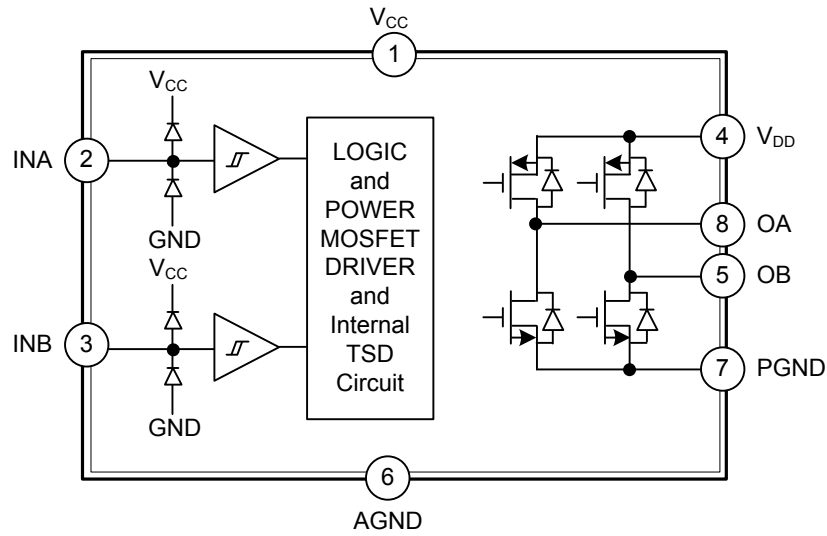 VCC
1
VCC
INA
2
GND
VCC
INB
3
GND
LOGIC
and
POWER
MOSFET
DRIVER
and
Internal
TSD
Circuit
4
VDD
8
OA
5
OB
7
PGND
6
AGND